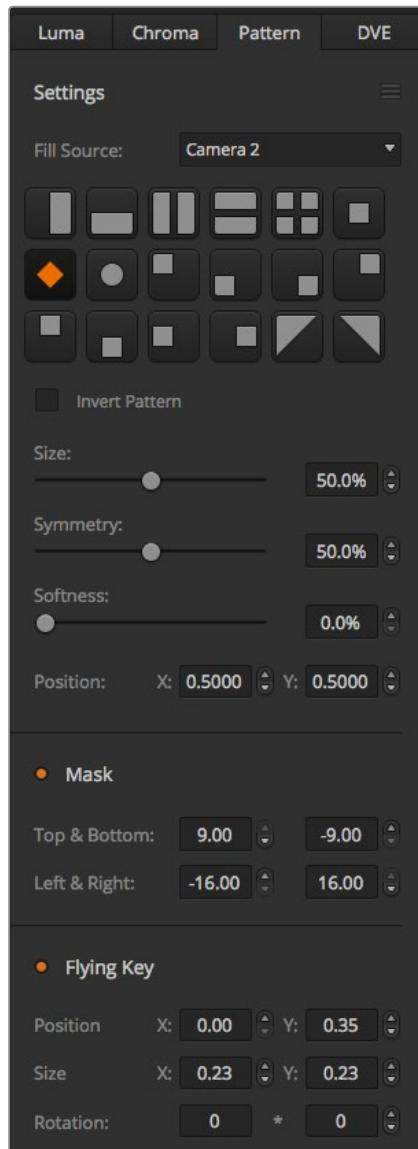 Luma Chroma Pattern DVE
Settings
Fill Source: Camera 2
Invert Pattern
Size:
50.0%
Symmetry:
50.0%
Softness:
0.0%
Position: X: 0.5000 Y: 0.5000
Mask
Top & Bottom: 9.00 -9.00
Left & Right: -16.00 16.00
Flying Key
Position X: 0.00 Y: 0.35
Size X: 0.23 Y: 0.23
Rotation: 0 * 0